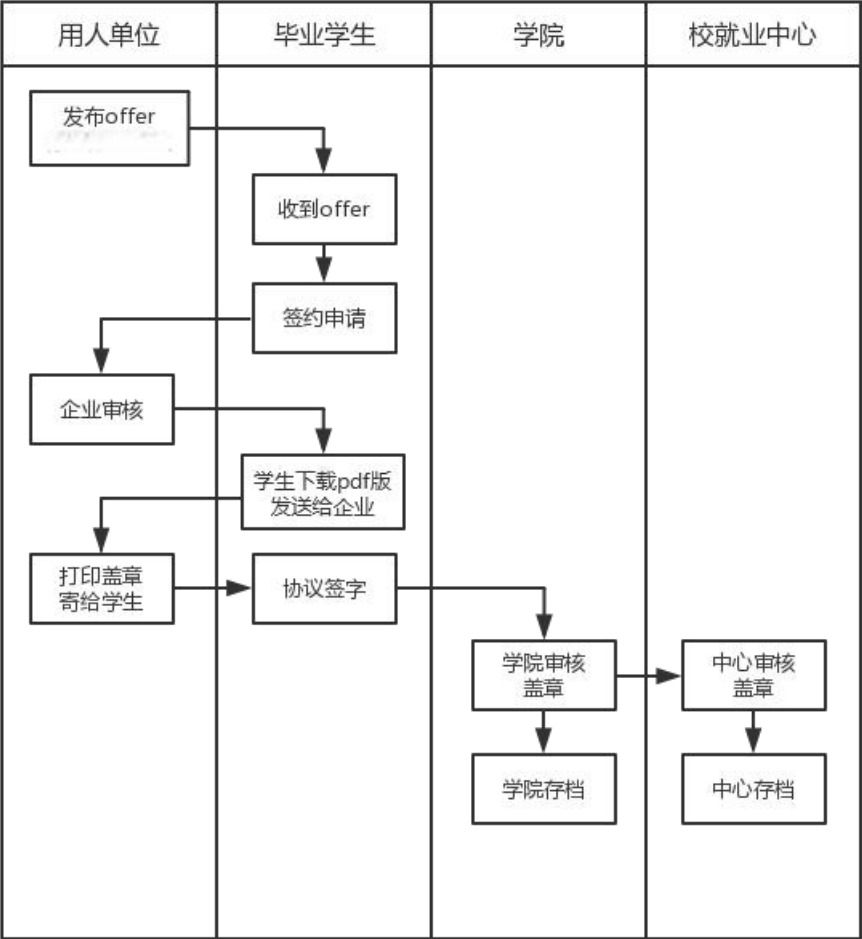 用人单位
毕业学生
学院
校就业中心
发布offer
收到offer
签约申请
企业审核
学生下载pdf版
发送给企业
打印盖章
寄给学生
协议签字
学院审核
盖章
中心审核
盖章
学院存档
中心存档